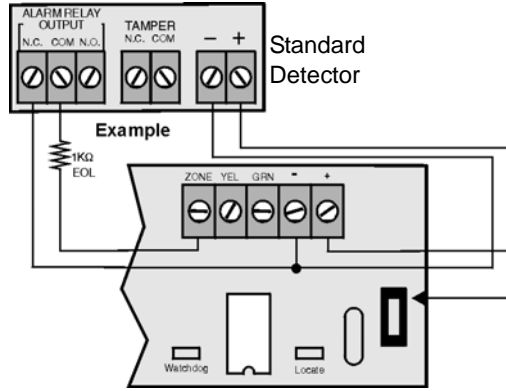 ALARM RELAY
OUTPUT
N.C. COM N.O.
TAMPER
N.C. COM
- +
Standard
Detector
Example
1KΩ
EOL
ZONE YEL GRN - +
Watchdog
Locate